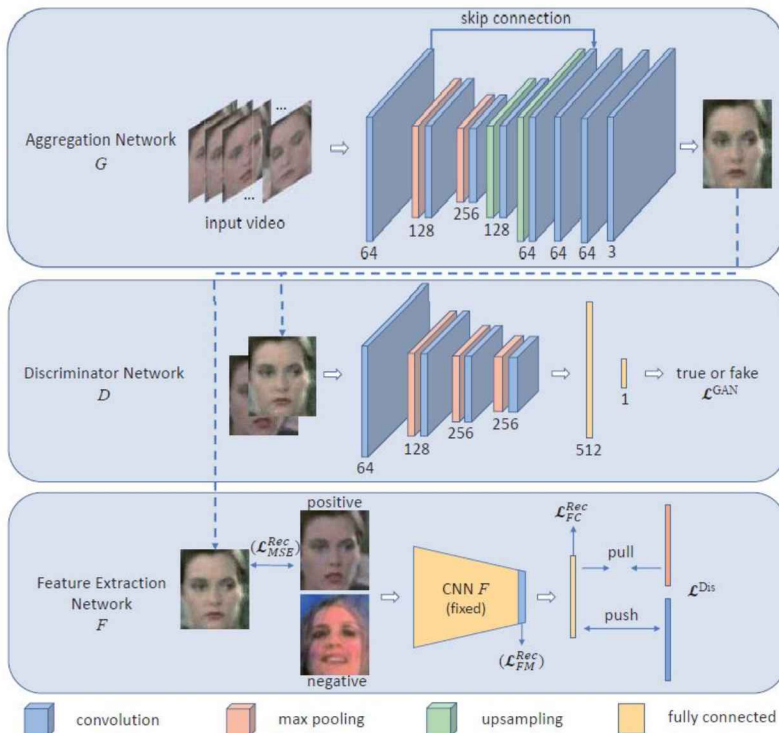 skip connection
Aggregation Network
G
...
...
input video
64
128
256
128
64
64
64
3
Discriminator Network
D
64
128
256
256
512
1
true or fake
𝓛^GAN
Feature Extraction
Network
F
(𝓛^Rec_MSE)
positive
negative
CNN F
(fixed)
(𝓛^Rec_FM)
𝓛^Rec_FC
pull
push
𝓛^Dis
convolution
max pooling
upsampling
fully connected